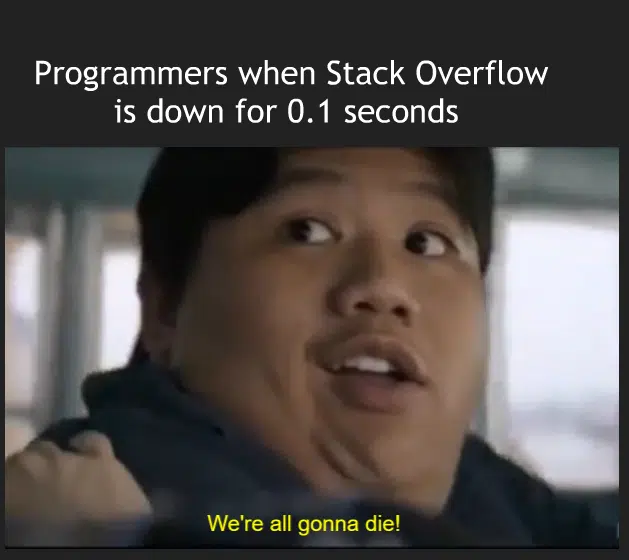 Programmers when Stack Overflow
is down for 0.1 seconds
We're all gonna die!